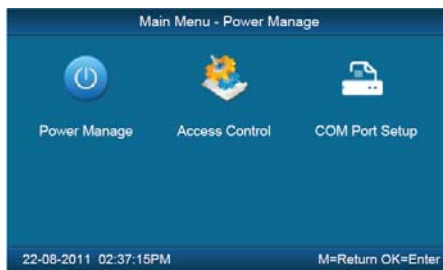 Main Menu - Power Manage
Power Manage Access Control COM Port Setup
22-08-2011 02:37:15PM M=Return OK=Enter